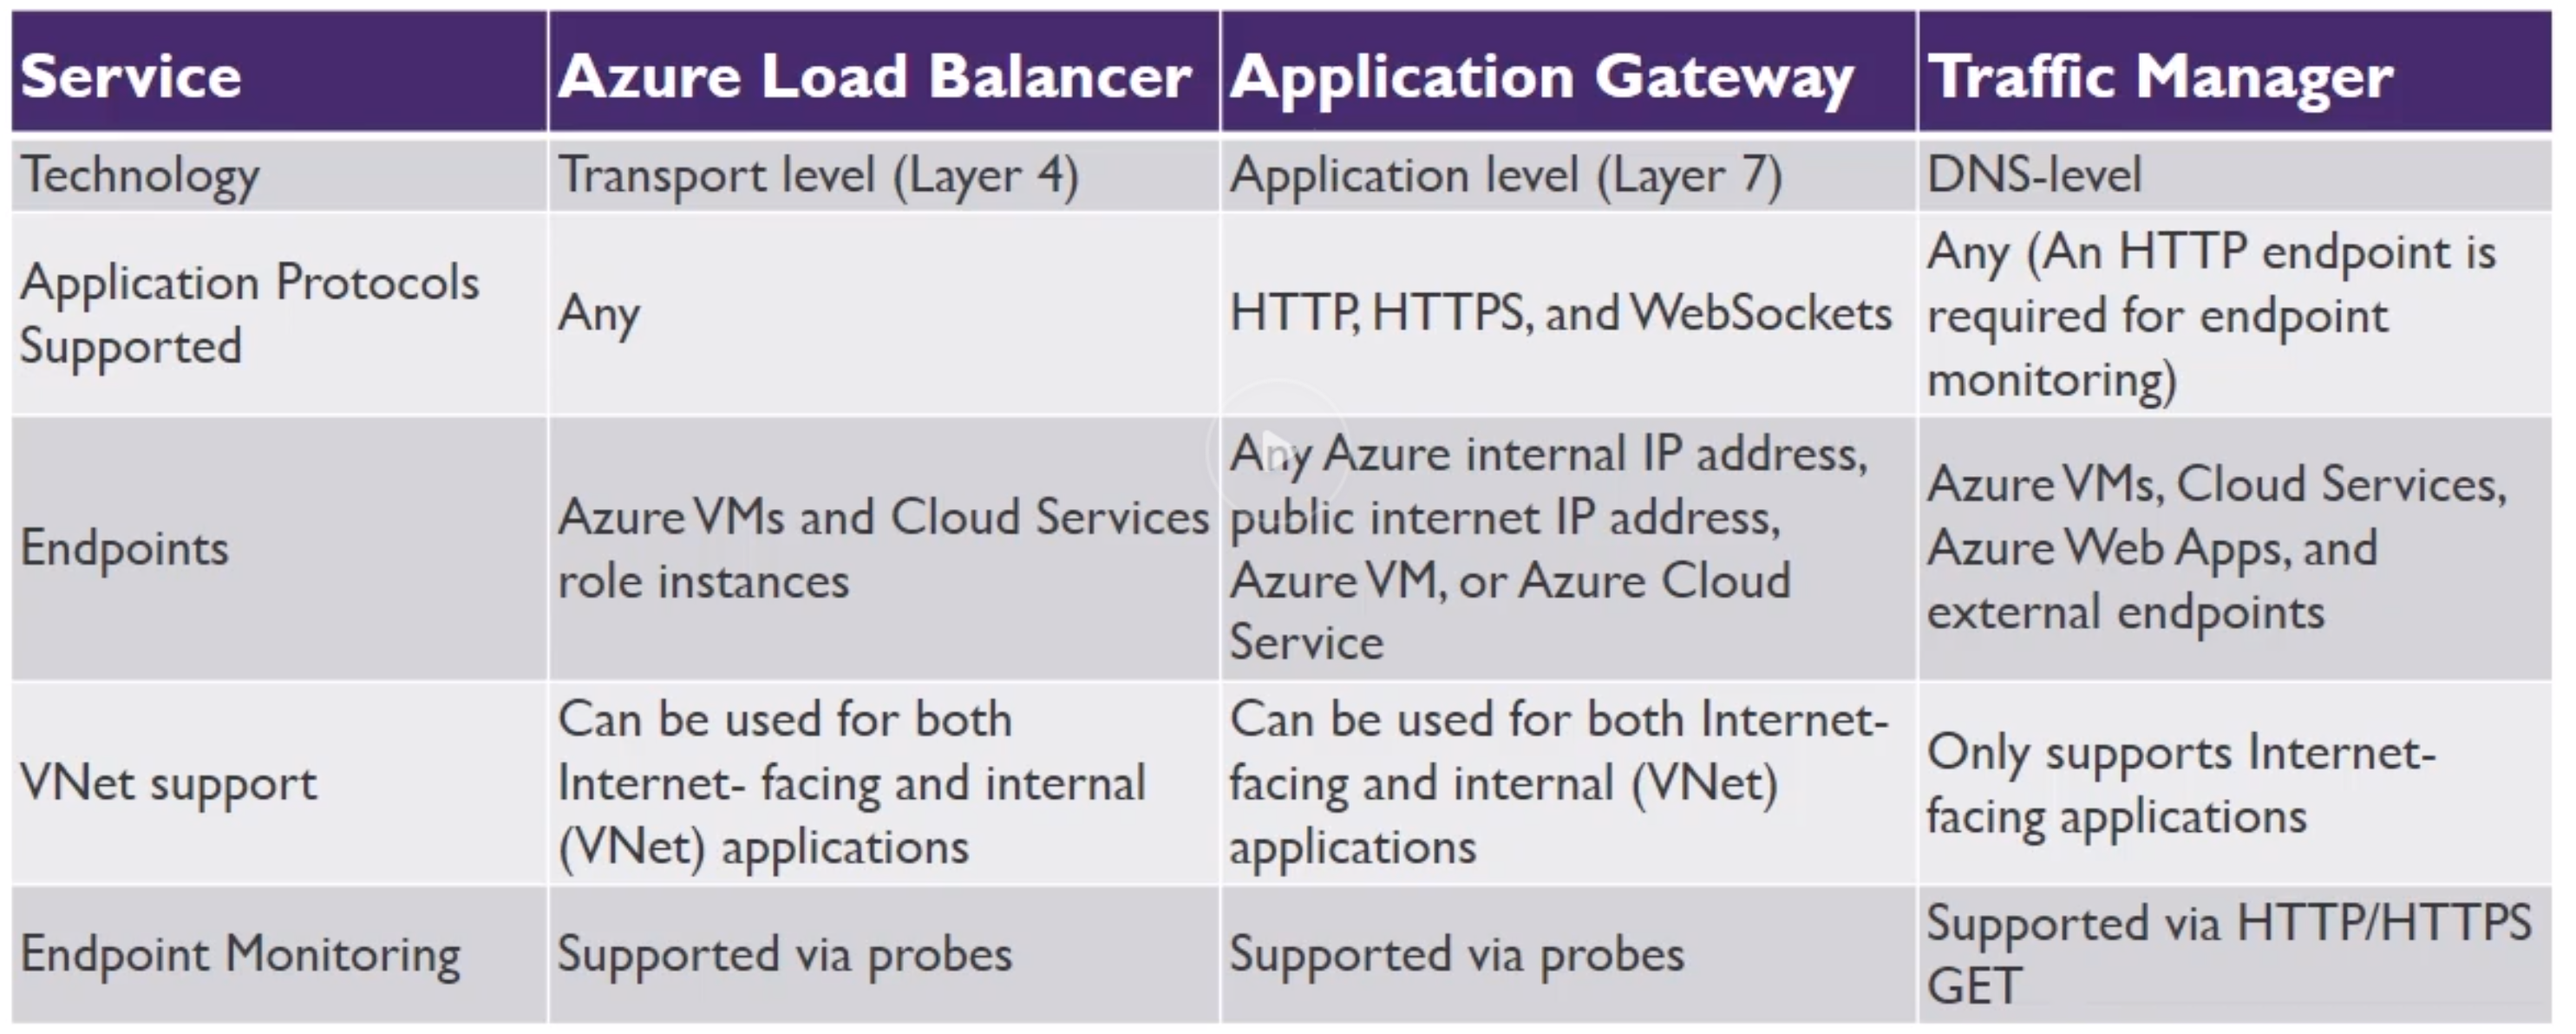 Service
Azure Load Balancer
Application Gateway
Traffic Manager
Technology
Transport level (Layer 4)
Application level (Layer 7)
DNS-level
Application Protocols
Supported
Any
HTTP, HTTPS, and WebSockets
Any (An HTTP endpoint is
required for endpoint
monitoring)
Endpoints
Azure VMs and Cloud Services
role instances
Any Azure internal IP address,
public internet IP address,
Azure VM, or Azure Cloud
Service
Azure VMs, Cloud Services,
Azure Web Apps, and
external endpoints
VNet support
Can be used for both
Internet- facing and internal
(VNet) applications
Can be used for both Internet-
facing and internal (VNet)
applications
Only supports Internet-
facing applications
Endpoint Monitoring
Supported via probes
Supported via probes
Supported via HTTP/HTTPS
GET